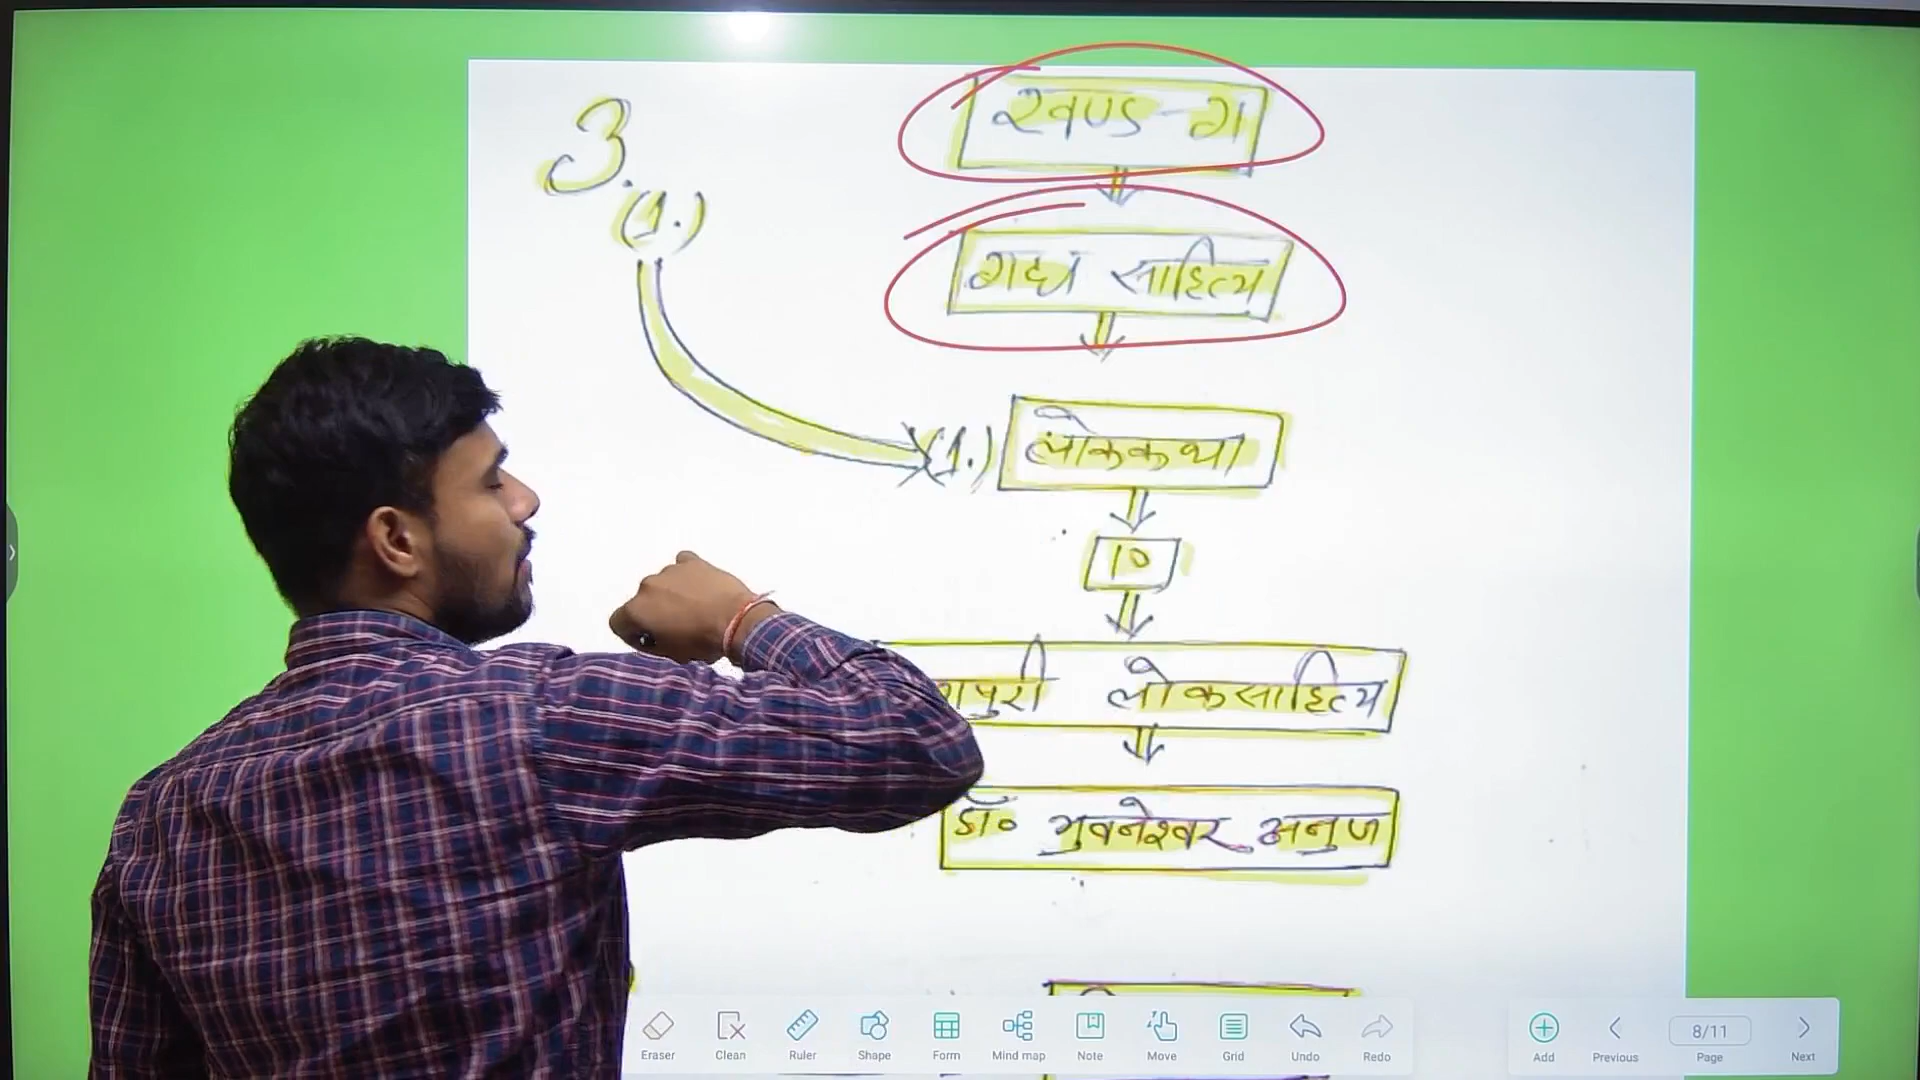 3.
खण्ड-ग
(1.)
गद्य साहित्य
(1.) लोककथा
10
गपुरी लोकसाहित्य
डॉ० भुवनेश्वर अनुज
Eraser Clean Ruler Shape Form Mind map Note Move Grid Undo Redo Add Previous 8/11 Page Next